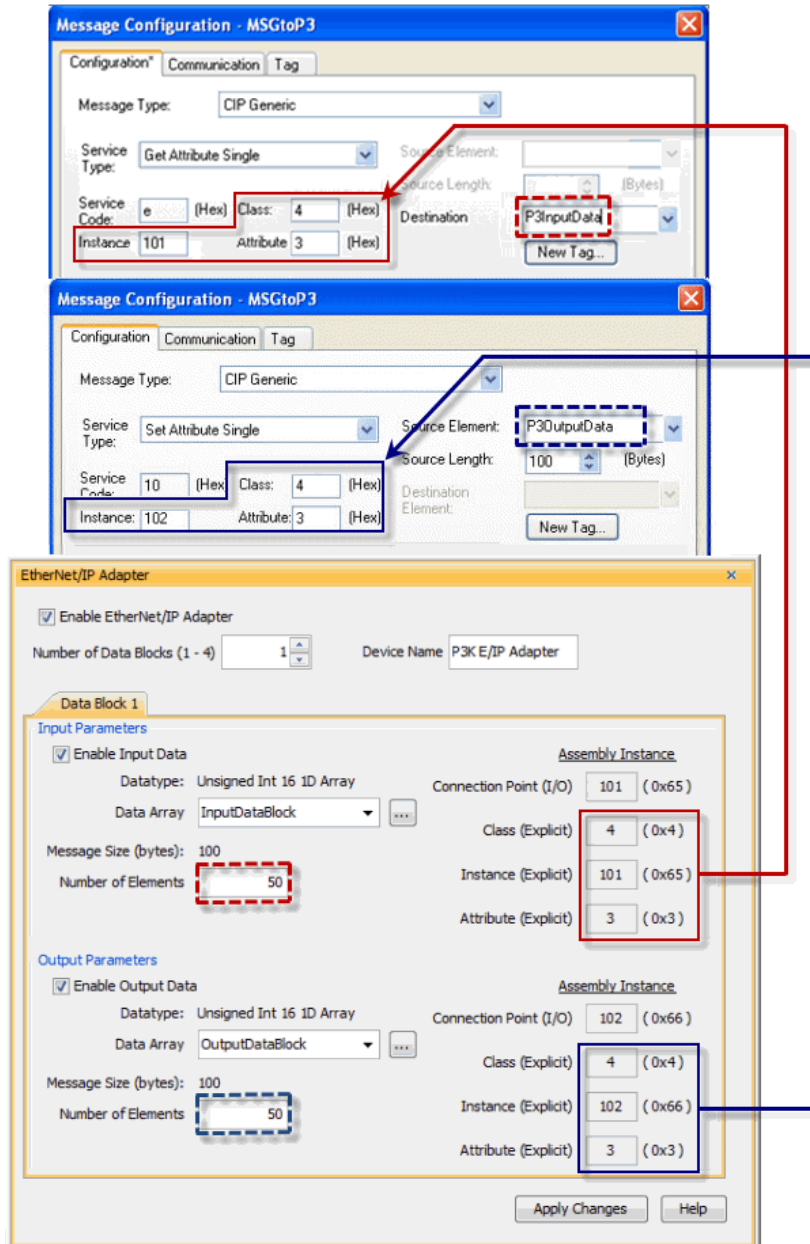 Message Configuration - MSGtoP3
Configuration* Communication Tag
Message Type: CIP Generic
Service Type: Get Attribute Single Source Element:
Source Length: (Bytes)
Service Code: e (Hex) Class: 4 (Hex) Destination P3InputData
Instance 101 Attribute 3 (Hex)
New Tag...
Message Configuration - MSGtoP3
Configuration Communication Tag
Message Type: CIP Generic
Service Type: Set Attribute Single Source Element: P3OutputData
Source Length: 100 (Bytes)
Service Code: 10 (Hex Class: 4 (Hex) Destination Element:
Instance: 102 Attribute: 3 (Hex)
New Tag...
EtherNet/IP Adapter
Enable EtherNet/IP Adapter
Number of Data Blocks (1 - 4) 1 Device Name P3K E/IP Adapter
Data Block 1
Input Parameters
Enable Input Data Assembly Instance
Datatype: Unsigned Int 16 1D Array Connection Point (I/O) 101 ( 0x65 )
Data Array InputDataBlock ... Class (Explicit) 4 ( 0x4 )
Message Size (bytes): 100
Number of Elements 50 Instance (Explicit) 101 ( 0x65 )
Attribute (Explicit) 3 ( 0x3 )
Output Parameters
Enable Output Data Assembly Instance
Datatype: Unsigned Int 16 1D Array Connection Point (I/O) 102 ( 0x66 )
Data Array OutputDataBlock ... Class (Explicit) 4 ( 0x4 )
Message Size (bytes): 100
Number of Elements 50 Instance (Explicit) 102 ( 0x66 )
Attribute (Explicit) 3 ( 0x3 )
Apply Changes Help